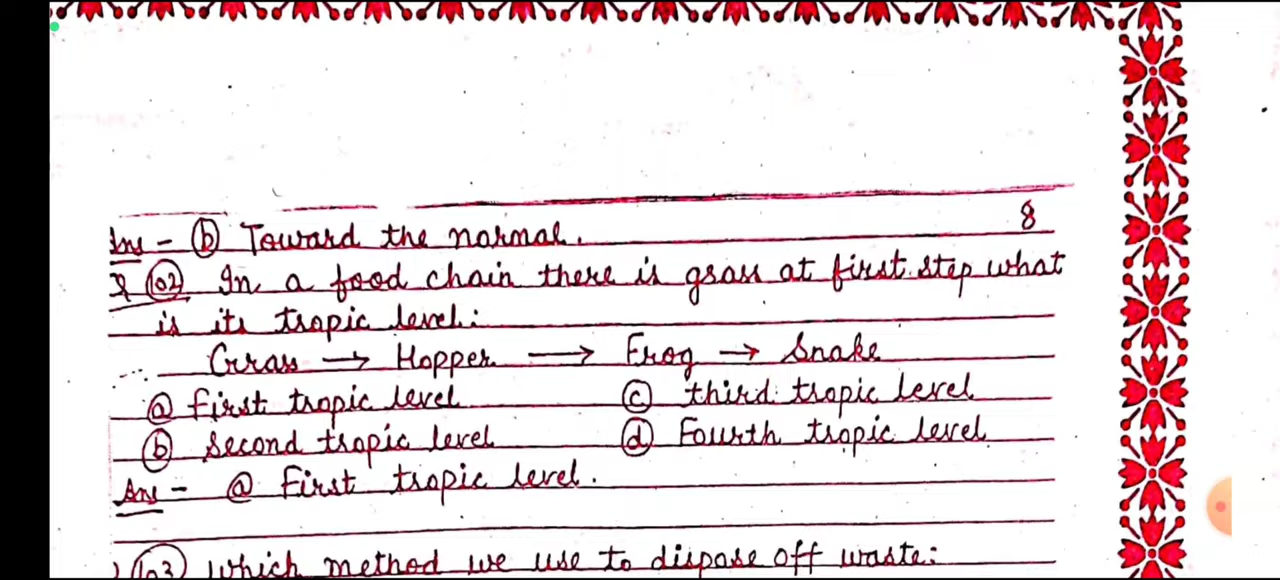 8
Ans - (b) Toward the normal.
Q (102) In a food chain there is grass at first step what
is its tropic level:
Grass → Hopper → Frog → Snake
(a) first tropic level (c) third tropic level
(b) second tropic level (d) Fourth tropic level
Ans - (a) First tropic level.
(103) which method we use to dispose off waste: